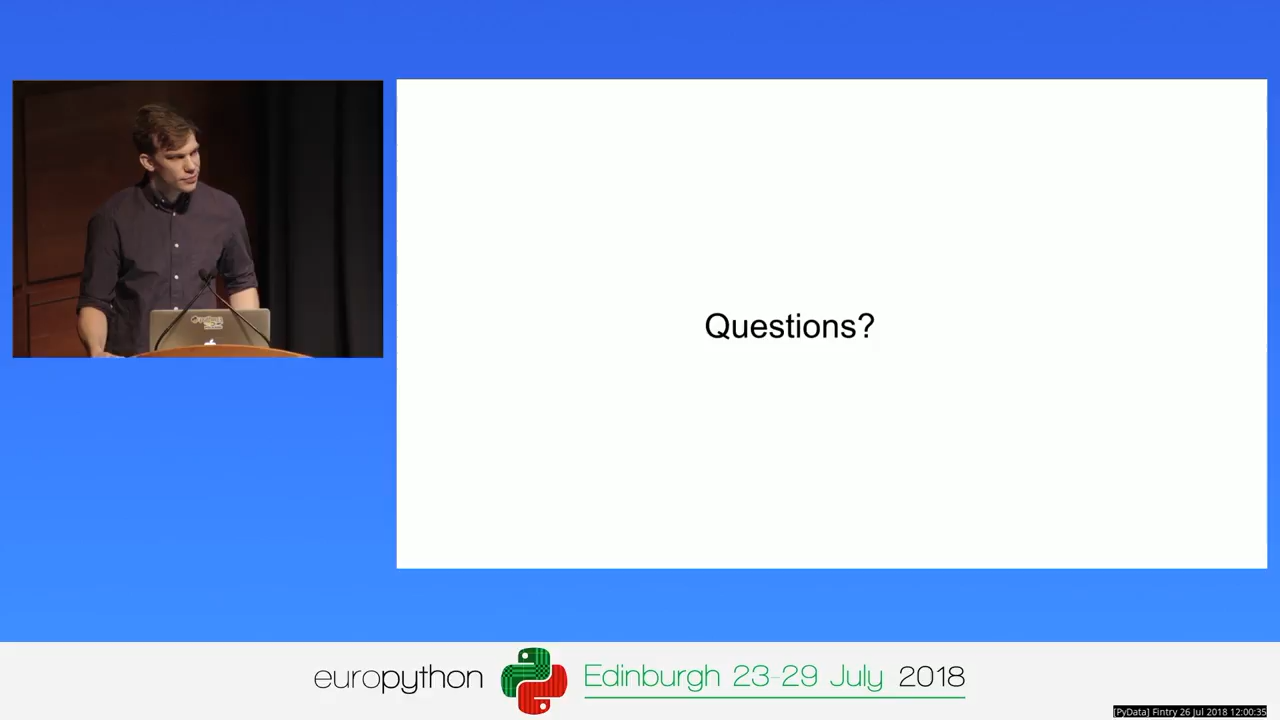 Questions?
europython
Edinburgh 23-29 July 2018
[PyData] Fintry 26 Jul 2018 12:00:35